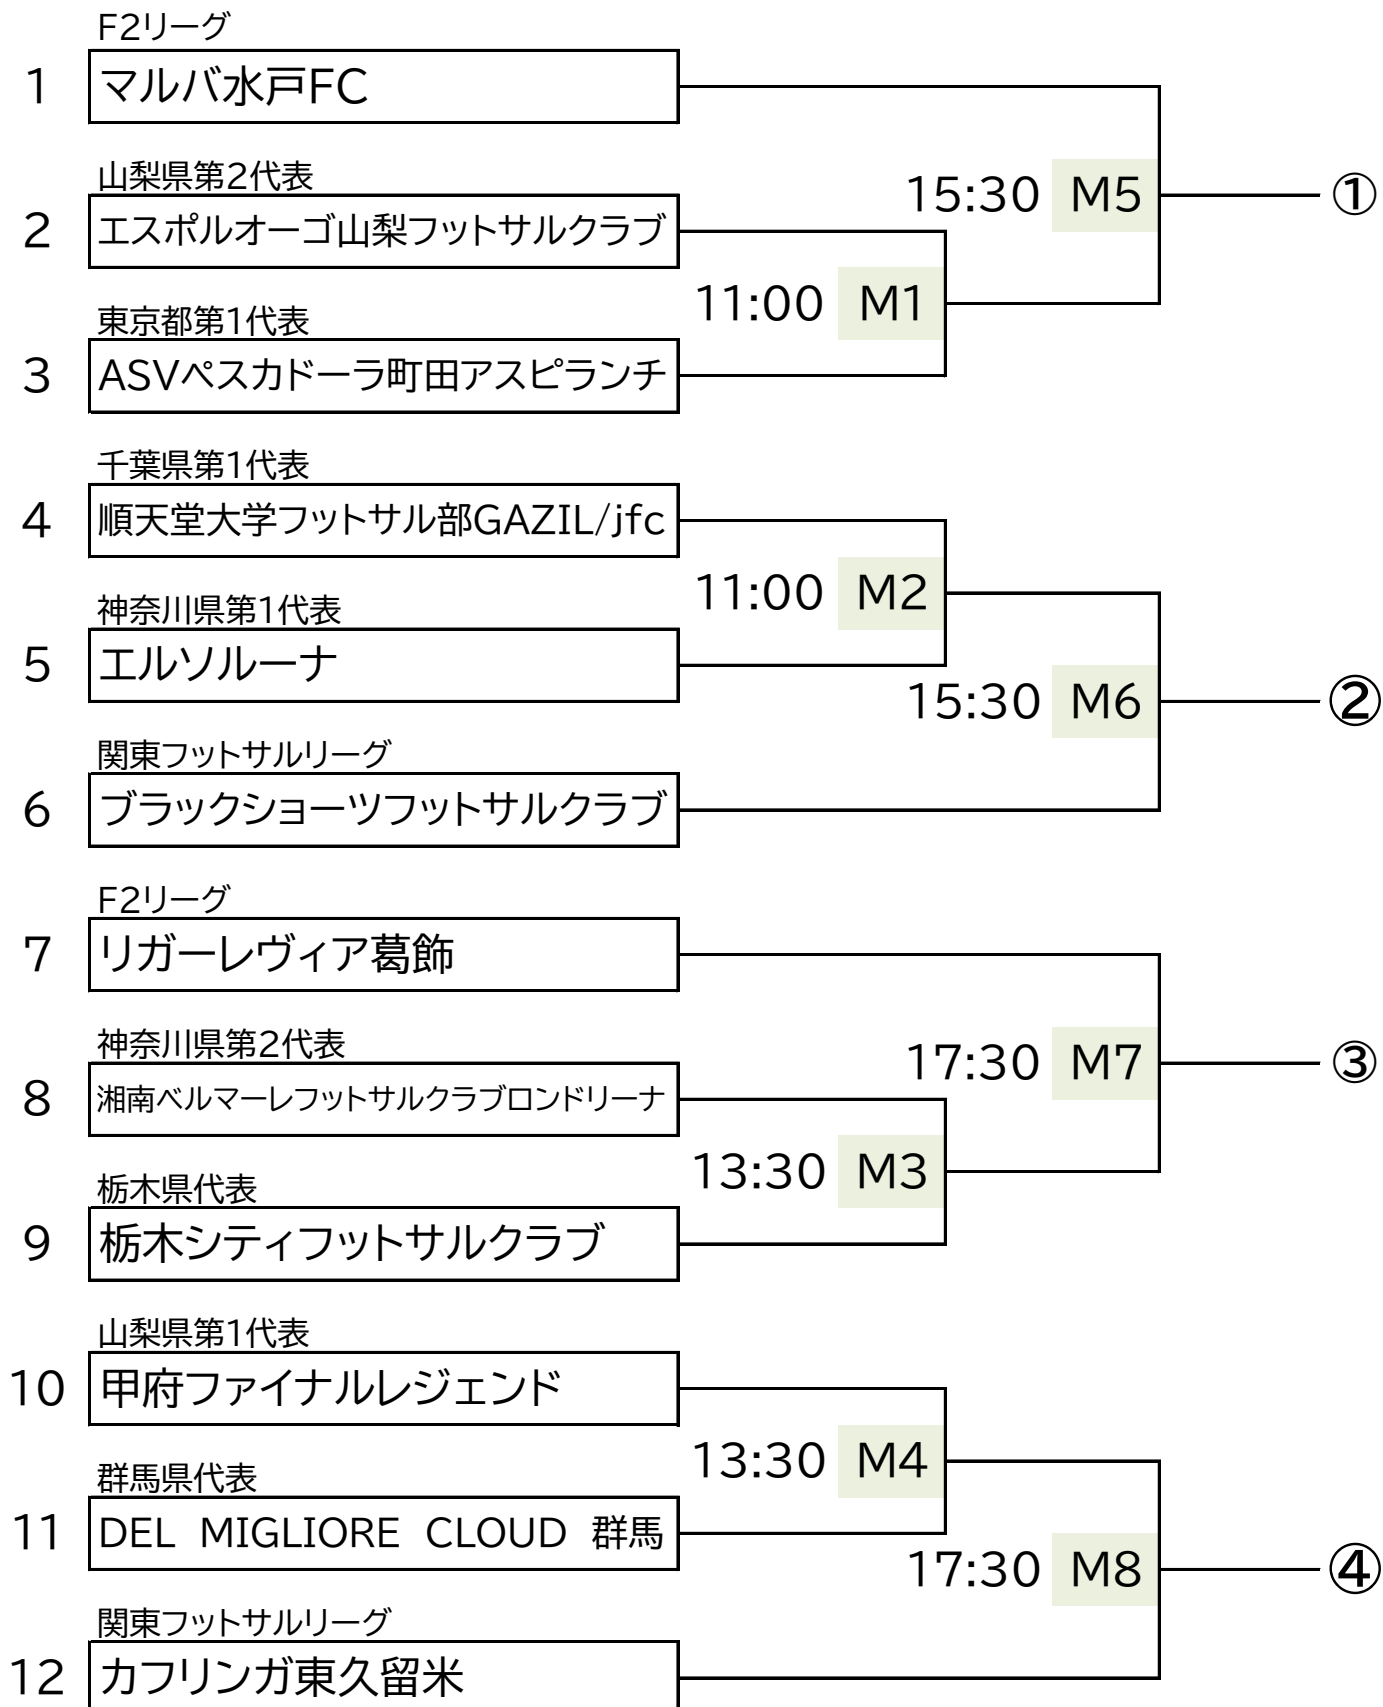 F2リーグ
1 マルバ水戸FC
山梨県第2代表
15:30 M5 ①
2 エスポルオーゴ山梨フットサルクラブ
11:00 M1
東京都第1代表
3 ASVペスカドーラ町田アスピランチ
千葉県第1代表
4 順天堂大学フットサル部GAZIL/jfc
11:00 M2
神奈川県第1代表
5 エルソルーナ
15:30 M6 ②
関東フットサルリーグ
6 ブラックショーツフットサルクラブ
F2リーグ
7 リガーレヴィア葛飾
神奈川県第2代表
17:30 M7 ③
8 湘南ベルマーレフットサルクラブロンドリーナ
13:30 M3
栃木県代表
9 栃木シティフットサルクラブ
山梨県第1代表
10 甲府ファイナルレジェンド
13:30 M4
群馬県代表
11 DEL MIGLIORE CLOUD 群馬
17:30 M8 ④
関東フットサルリーグ
12 カフリンガ東久留米